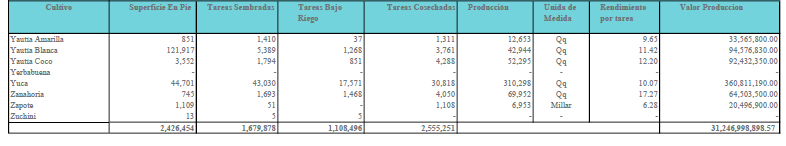 Cultivo Superficie En Pie Tareas Sembradas Tareas Bajo Riego Tareas Cosechadas Producción Unida de Medida Rendimiento por tarea Valor Produccion
Yautia Amarilla 851 1,410 37 1,311 12,653 Qq 9.65 33,565,800.00
Yautia Blanca 121,917 5,389 1,268 3,761 42,944 Qq 11.42 94,576,830.00
Yautia Coco 3,552 1,794 851 4,288 52,295 Qq 12.20 92,432,350.00
Yerbabuena - - - - - - - -
Yuca 44,701 43,030 17,571 30,818 310,298 Qq 10.07 360,811,190.00
Zanahoria 745 1,693 1,468 4,050 69,952 Qq 17.27 64,503,500.00
Zapote 1,109 51 - 1,108 6,953 Millar 6.28 20,496,900.00
Zuchini 13 5 5 - - - - -
2,426,454 1,679,878 1,108,496 2,555,251 31,246,998,898.57